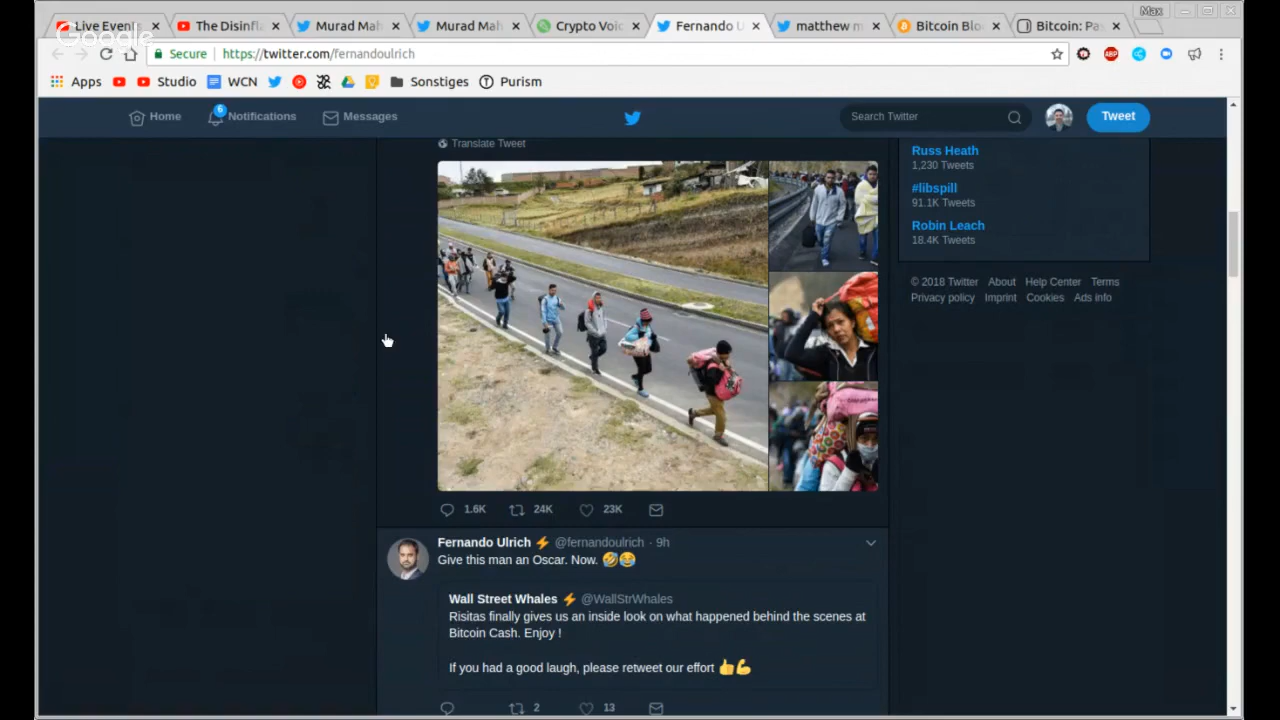 Max
Live Event
The Disinfla
Murad Mah
Murad Mah
Crypto Voic
Fernando U
matthew m
Bitcoin Blo
Bitcoin: Pa
Google
Secure
https://twitter.com/fernandoulrich
ABP
Apps
Studio
WCN
Sonstiges
Purism
Home
6
Notifications
Messages
Search Twitter
Tweet
Translate Tweet
Russ Heath
1,230 Tweets
#libspill
91.1K Tweets
Robin Leach
18.4K Tweets
© 2018 Twitter About Help Center Terms
Privacy policy Imprint Cookies Ads info
1.6K 24K 23K
Fernando Ulrich ⚡ @fernandoulrich · 9h
Give this man an Oscar. Now. 🤣😂
Wall Street Whales ⚡ @WallStrWhales
Risitas finally gives us an inside look on what happened behind the scenes at
Bitcoin Cash. Enjoy !
If you had a good laugh, please retweet our effort 👍💪
2 13